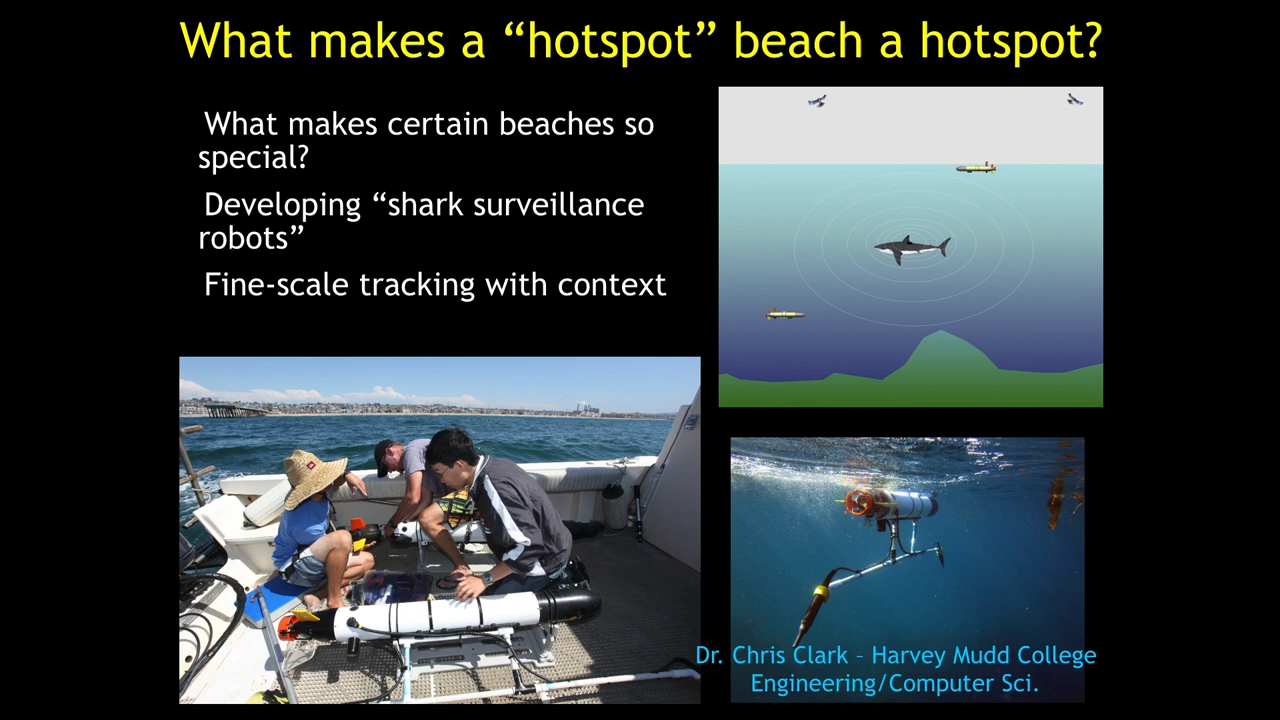 What makes a “hotspot” beach a hotspot?
What makes certain beaches so
special?
Developing “shark surveillance
robots”
Fine-scale tracking with context
Dr. Chris Clark – Harvey Mudd College
Engineering/Computer Sci.